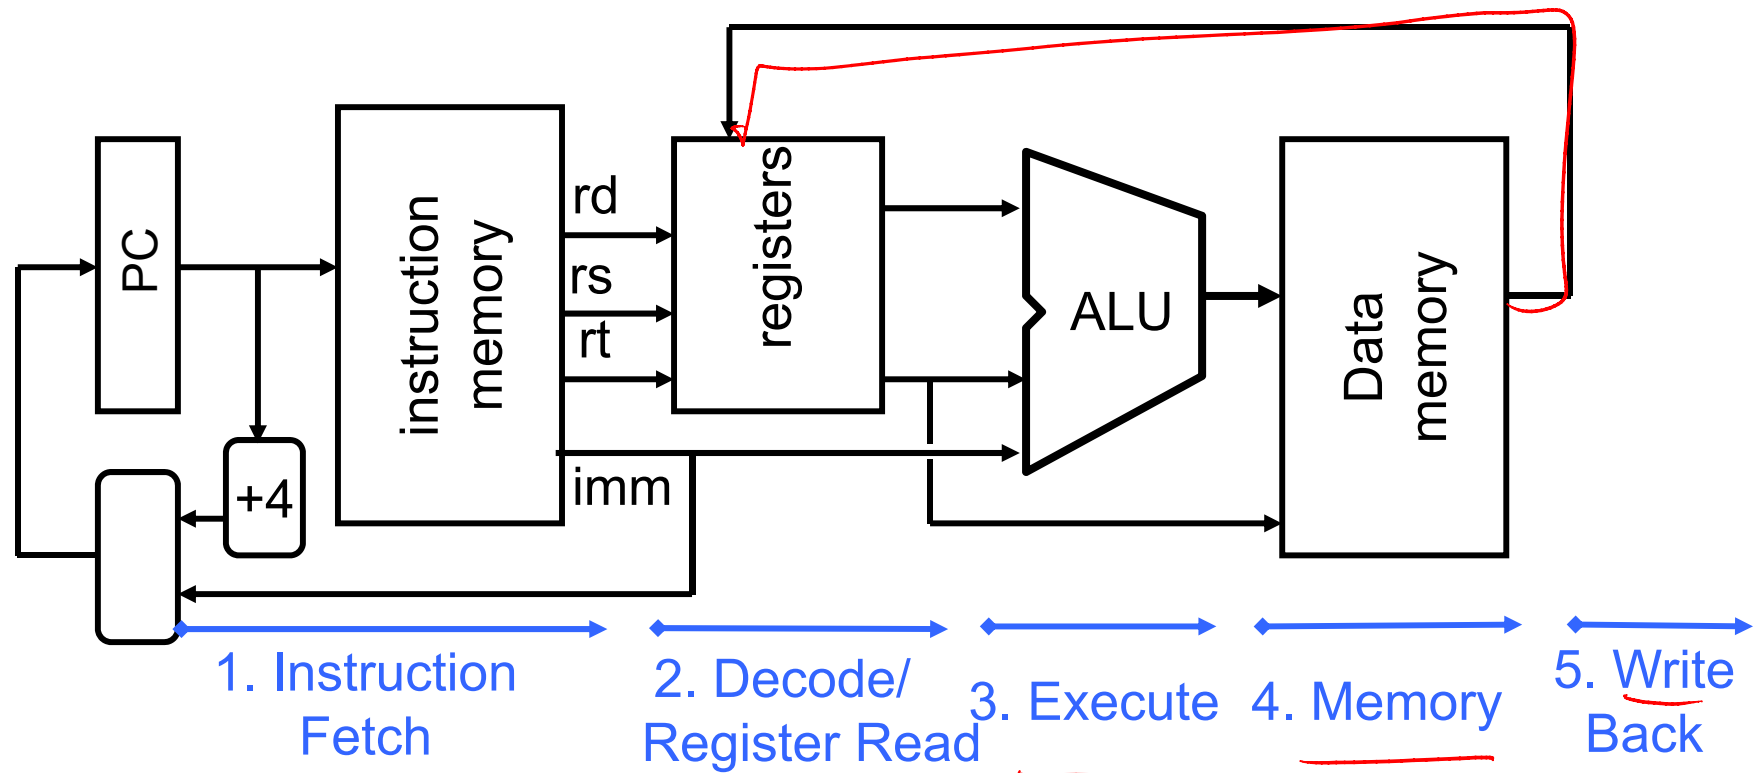 PC
+4
instruction
memory
rd
rs
rt
imm
registers
ALU
Data
memory
1. Instruction
Fetch
2. Decode/
Register Read
3. Execute
4. Memory
5. Write
Back